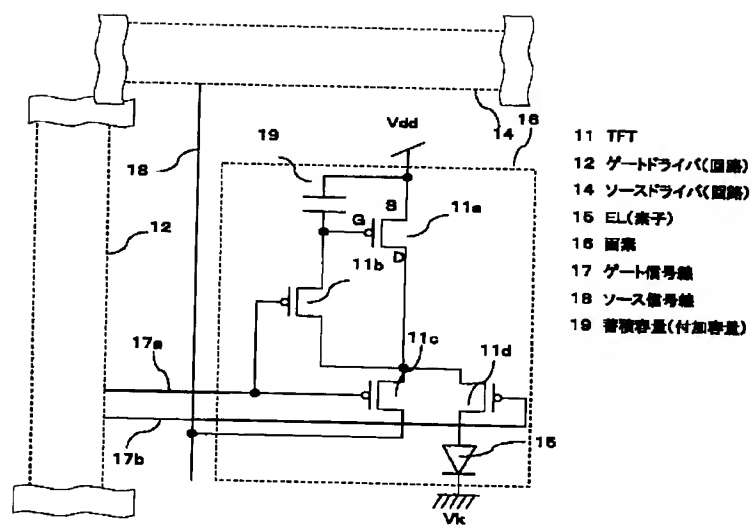 14
16
19
Vdd
18
S
G
11a
12
D
11b
17a
11c
11d
17b
15
Vk
11 TFT
12 ゲートドライバ(回路)
14 ソースドライバ(回路)
15 EL(素子)
16 画素
17 ゲート信号線
18 ソース信号線
19 蓄積容量(付加容量)